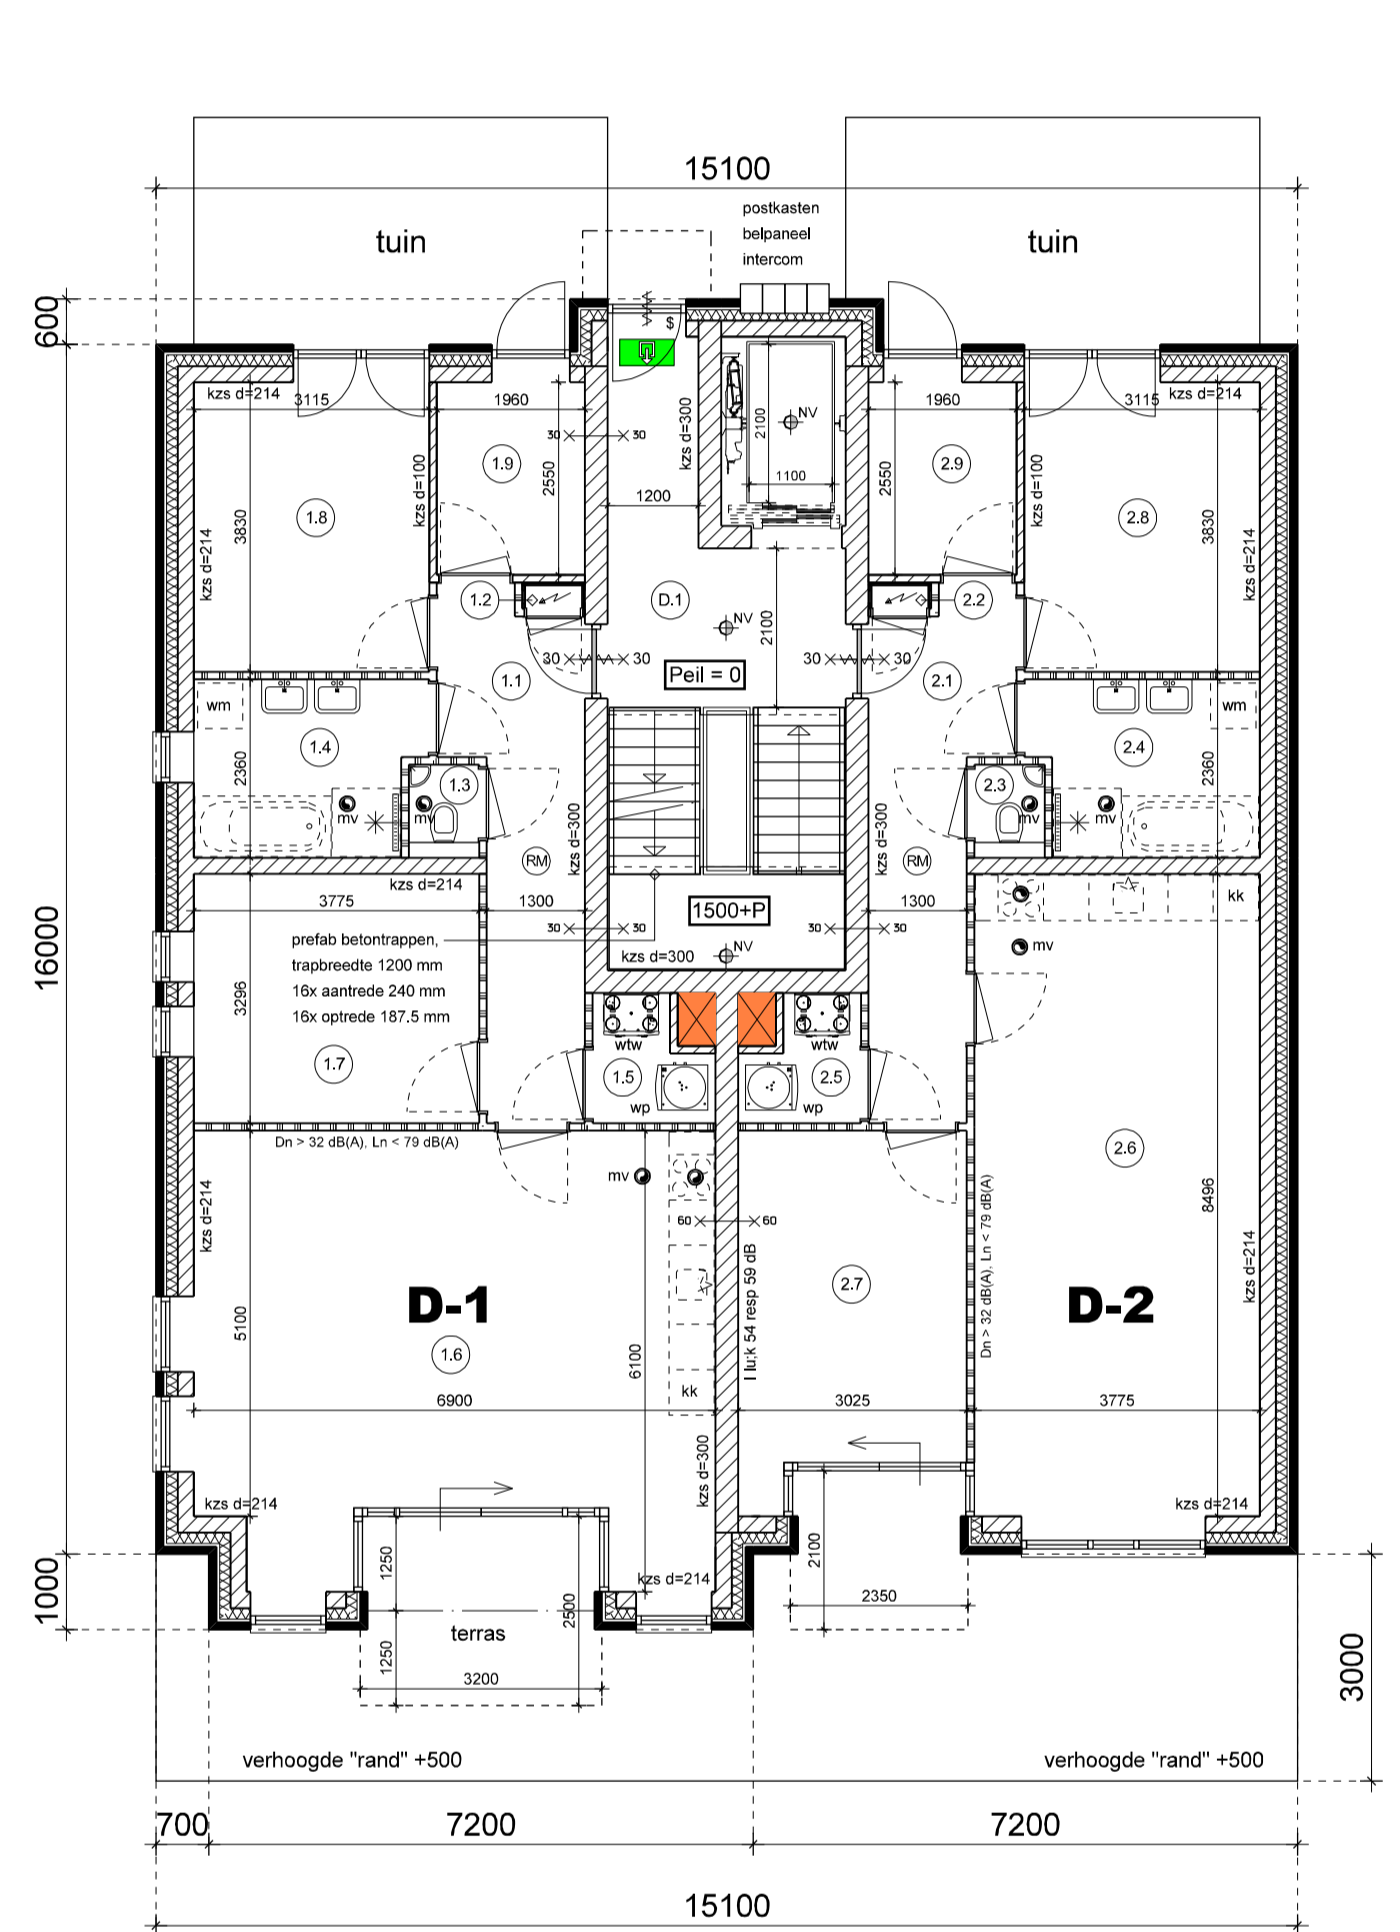 15100
postkasten
belpaneel
intercom
tuin
tuin
600
$
kzs d=214
3115
1960
30
30
kzs d=300
2100
NV
1100
1960
kzs d=214
3115
1.9
2550
1200
2550
2.9
kzs d=100
kzs d=100
1.8
3830
kzs d=214
2.8
3830
kzs d=214
1.2
D.1
NV
2100
2.2
30
30
30
30
1.1
Peil = 0
2.1
wm
wm
1.4
2360
1.3
2.3
2.4
2360
mv
mv
mv
mv
RM
kzs d=300
kzs d=300
RM
kzs d=214
3775
1300
1500+P
1300
kk
30
30
30
30
prefab betontrappen,
trapbreedte 1200 mm
16x aantrede 240 mm
16x optrede 187.5 mm
NV
kzs d=300
mv
16000
3296
1.7
wtw
wtw
1.5
2.5
wp
wp
Dn > 32 dB(A), Ln < 79 dB(A)
mv
2.6
kzs d=214
60
60
8496
Dn > 32 dB(A), Ln < 79 dB(A)
I lu;k 54 resp 59 dB
2.7
kzs d=214
D-1
D-2
5100
1.6
6100
kk
6900
3025
3775
kzs d=300
kzs d=214
kzs d=214
1000
1250
2500
kzs d=214
2100
2350
terras
1250
3200
3000
verhoogde "rand" +500
verhoogde "rand" +500
700
7200
7200
15100